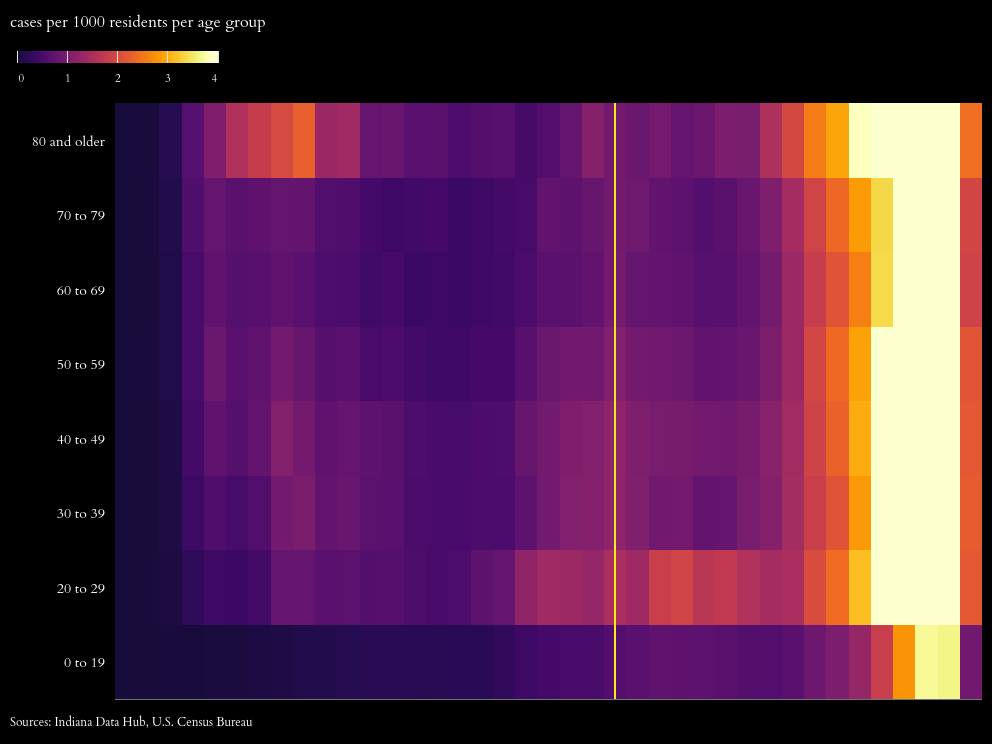 cases per 1000 residents per age group
0 1 2 3 4
80 and older
70 to 79
60 to 69
50 to 59
40 to 49
30 to 39
20 to 29
0 to 19
Sources: Indiana Data Hub, U.S. Census Bureau